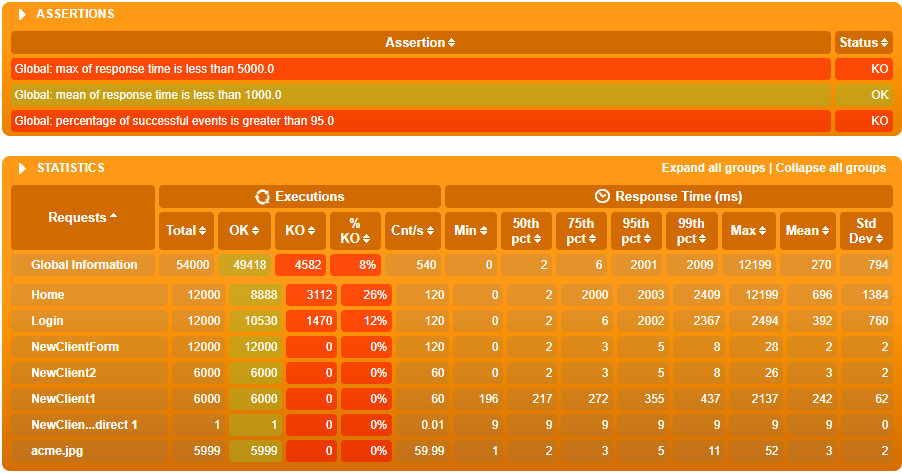 ASSERTIONS
Assertion Status
Global: max of response time is less than 5000.0 KO
Global: mean of response time is less than 1000.0 OK
Global: percentage of successful events is greater than 95.0 KO
STATISTICS Expand all groups | Collapse all groups
Requests Executions Response Time (ms)
Total OK KO % KO Cnt/s Min 50th pct 75th pct 95th pct 99th pct Max Mean Std Dev
Global Information 54000 49418 4582 8% 540 0 2 6 2001 2009 12199 270 794
Home 12000 8888 3112 26% 120 0 2 2000 2003 2409 12199 696 1384
Login 12000 10530 1470 12% 120 0 2 6 2002 2367 2494 392 760
NewClientForm 12000 12000 0 0% 120 0 2 3 5 8 28 2 2
NewClient2 6000 6000 0 0% 60 0 2 3 5 8 26 3 2
NewClient1 6000 6000 0 0% 60 196 217 272 355 437 2137 242 62
NewClien...direct 1 1 1 0 0% 0.01 9 9 9 9 9 9 9 0
acme.jpg 5999 5999 0 0% 59.99 1 2 3 5 11 52 3 2